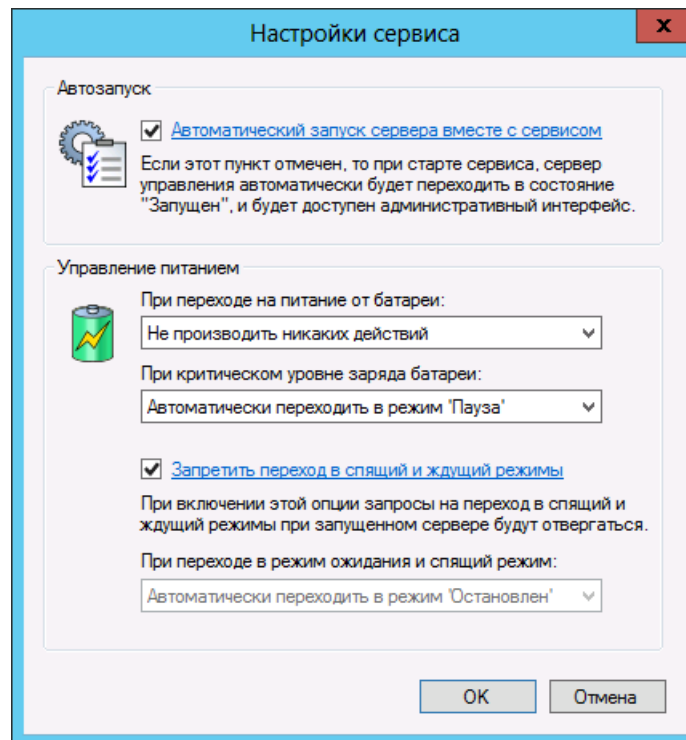 Настройки сервиса
x
Автозапуск
Автоматический запуск сервера вместе с сервисом
Если этот пункт отмечен, то при старте сервиса, сервер
управления автоматически будет переходить в состояние
"Запущен", и будет доступен административный интерфейс.
Управление питанием
При переходе на питание от батареи:
Не производить никаких действий
При критическом уровне заряда батареи:
Автоматически переходить в режим 'Пауза'
Запретить переход в спящий и ждущий режимы
При включении этой опции запросы на переход в спящий и
ждущий режимы при запущенном сервере будут отвергаться.
При переходе в режим ожидания и спящий режим:
Автоматически переходить в режим 'Остановлен'
OK Отмена